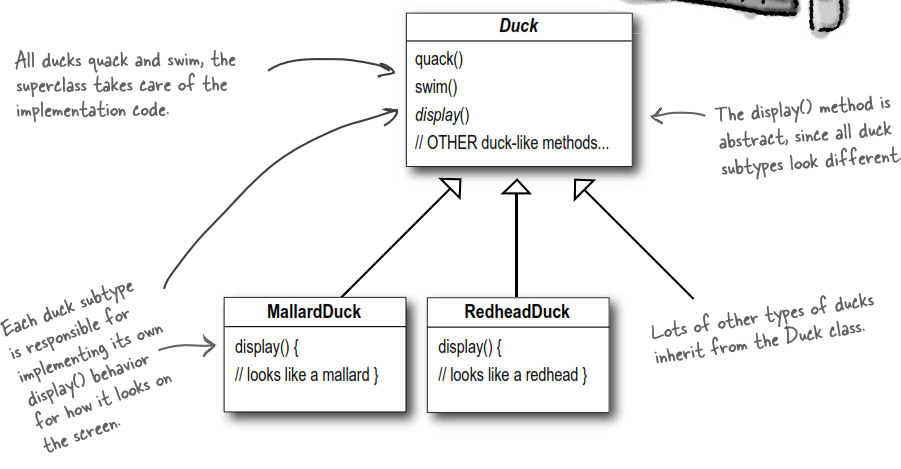 Duck
quack()
swim()
display()
// OTHER duck-like methods...
All ducks quack and swim, the
superclass takes care of the
implementation code.
The display() method is
abstract, since all duck
subtypes look different.
Each duck subtype
is responsible for
implementing its own
display() behavior
for how it looks on
the screen.
MallardDuck
display() {
// looks like a mallard }
RedheadDuck
display() {
// looks like a redhead }
Lots of other types of ducks
inherit from the Duck class.